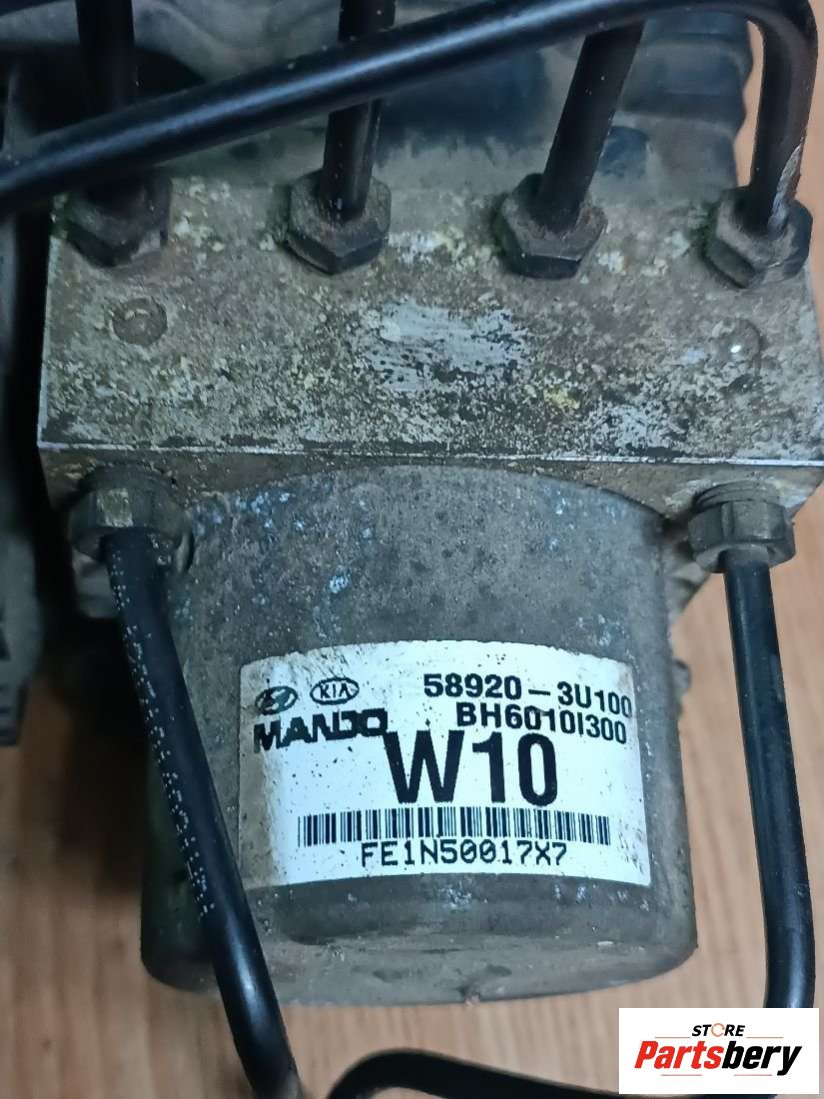 KIA 58920-3U100
MANDO BH6010I300
W10
FE1N50017X7
STORE
Partsbery